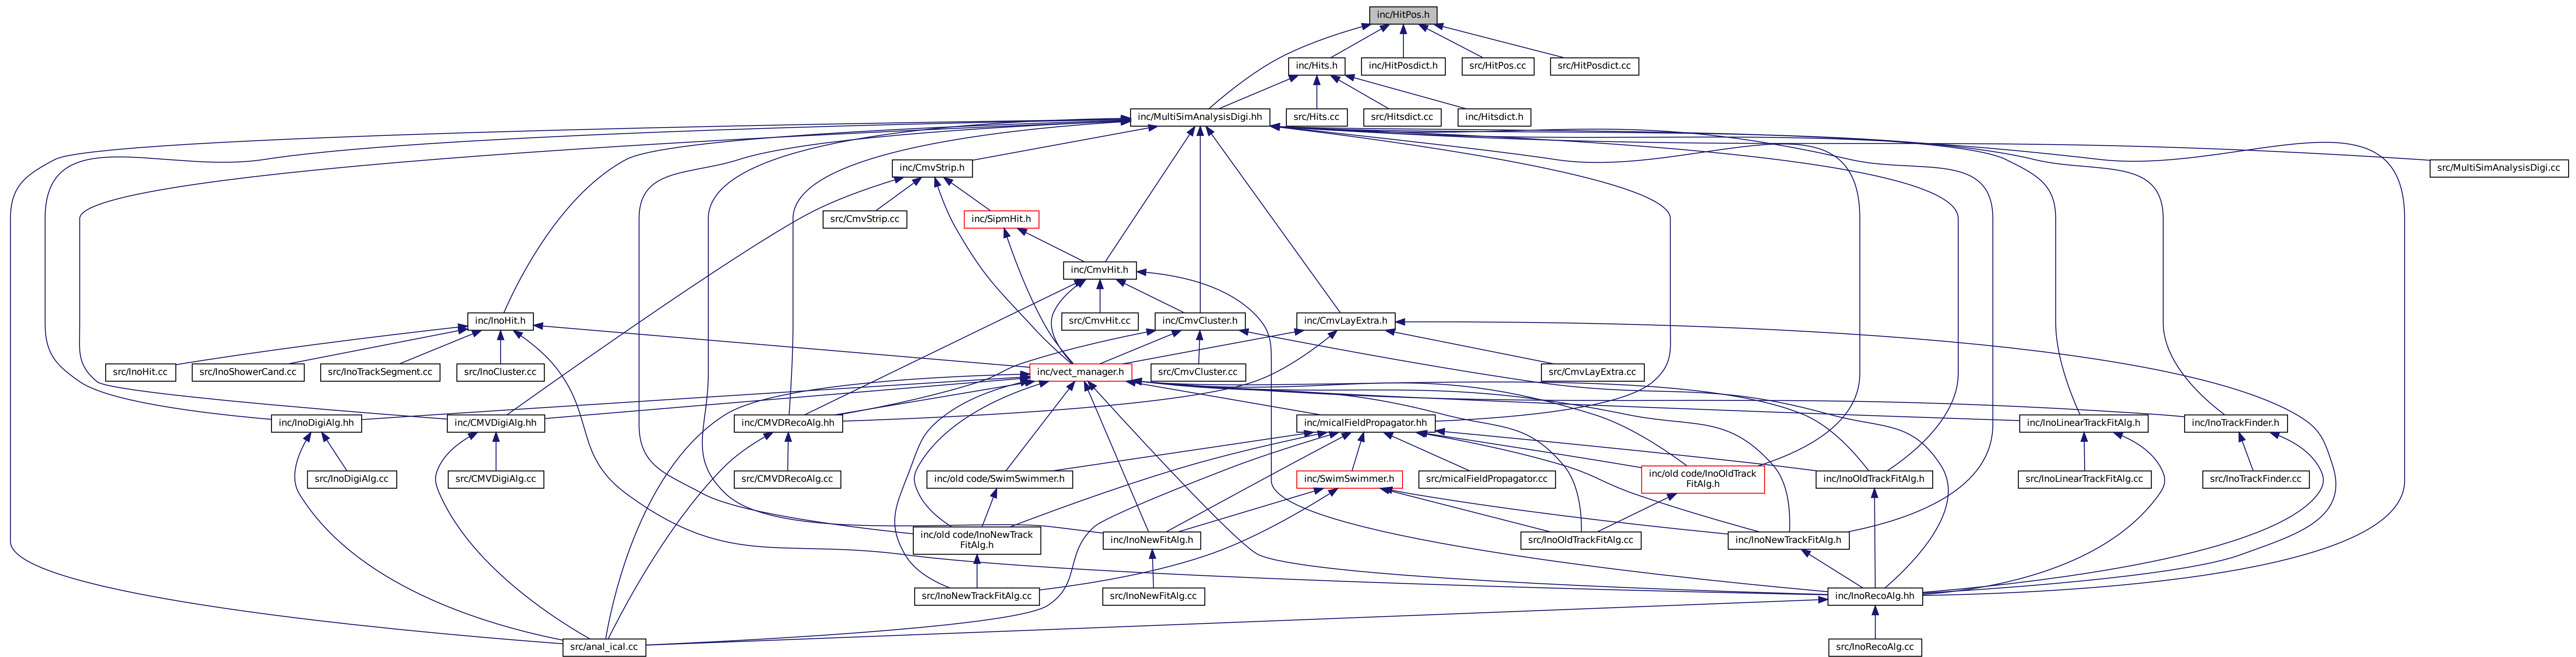 inc/HitPos.h
inc/Hits.h
inc/HitPosdict.h
src/HitPos.cc
src/HitPosdict.cc
inc/MultiSimAnalysisDigi.hh
src/Hits.cc
src/Hitsdict.cc
inc/Hitsdict.h
inc/CmvStrip.h
src/MultiSimAnalysisDigi.cc
src/CmvStrip.cc
inc/SipmHit.h
inc/CmvHit.h
inc/InoHit.h
src/CmvHit.cc
inc/CmvCluster.h
inc/CmvLayExtra.h
src/InoHit.cc
src/InoShowerCand.cc
src/InoTrackSegment.cc
src/InoCluster.cc
inc/vect_manager.h
src/CmvCluster.cc
src/CmvLayExtra.cc
inc/InoDigiAlg.hh
inc/CMVDigiAlg.hh
inc/CMVDRecoAlg.hh
inc/micalFieldPropagator.hh
inc/InoLinearTrackFitAlg.h
inc/InoTrackFinder.h
src/InoDigiAlg.cc
src/CMVDigiAlg.cc
src/CMVDRecoAlg.cc
inc/old code/SwimSwimmer.h
inc/SwimSwimmer.h
src/micalFieldPropagator.cc
inc/old code/InoOldTrack
FitAlg.h
inc/InoOldTrackFitAlg.h
src/InoLinearTrackFitAlg.cc
src/InoTrackFinder.cc
inc/old code/InoNewTrack
FitAlg.h
inc/InoNewFitAlg.h
src/InoOldTrackFitAlg.cc
inc/InoNewTrackFitAlg.h
src/InoNewTrackFitAlg.cc
src/InoNewFitAlg.cc
inc/InoRecoAlg.hh
src/anal_ical.cc
src/InoRecoAlg.cc